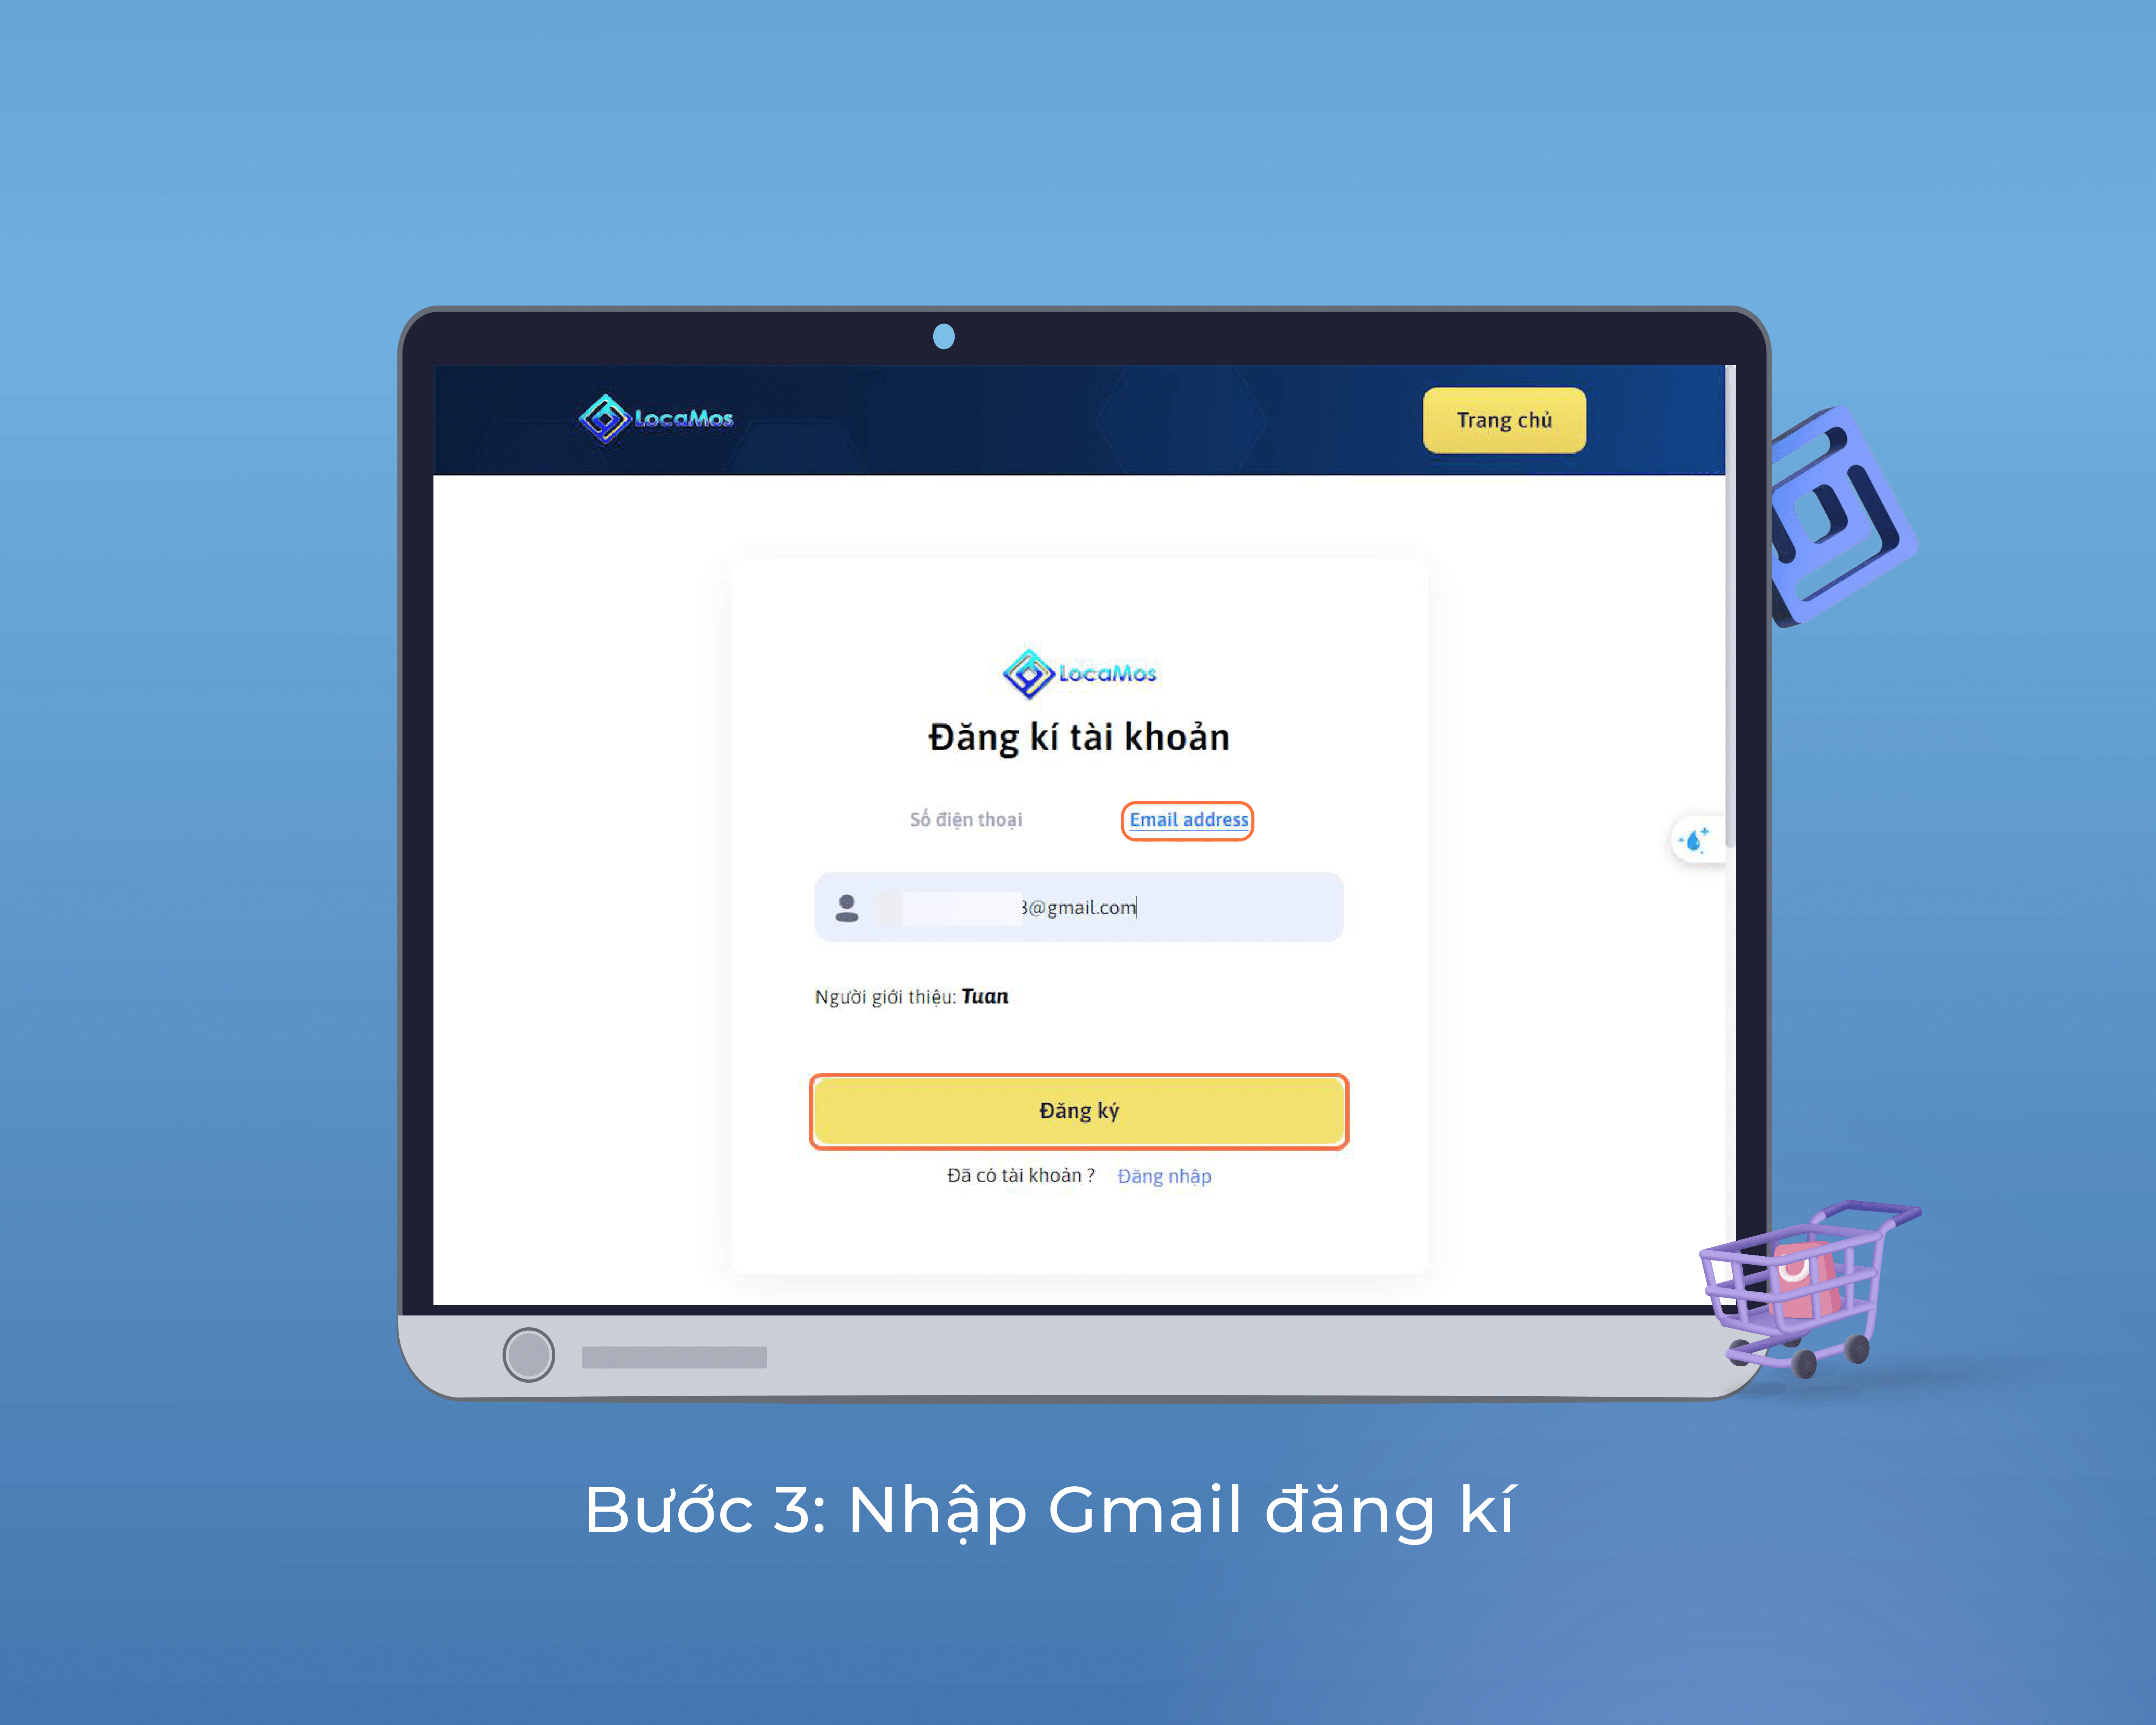 LocaMos
Trang chủ
LocaMos
Đăng kí tài khoản
Số điện thoại Email address
3@gmail.com
Người giới thiệu: Tuan
Đăng ký
Đã có tài khoản ? Đăng nhập
Bước 3: Nhập Gmail đăng kí